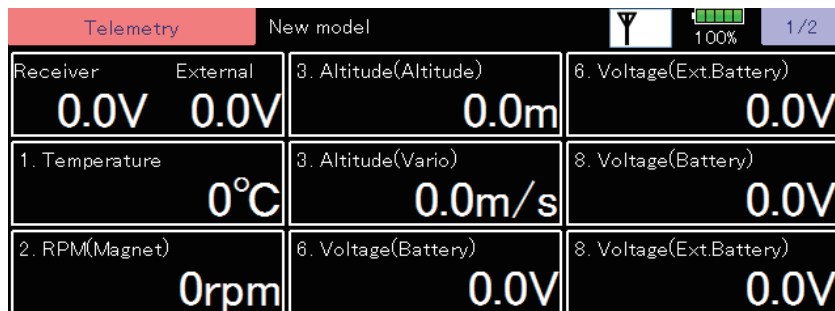 Telemetry New model 100% 1/2
Receiver External
0.0V 0.0V
3. Altitude(Altitude)
0.0m
6. Voltage(Ext.Battery)
0.0V
1. Temperature
0°C
3. Altitude(Vario)
0.0m/s
8. Voltage(Battery)
0.0V
2. RPM(Magnet)
0rpm
6. Voltage(Battery)
0.0V
8. Voltage(Ext.Battery)
0.0V